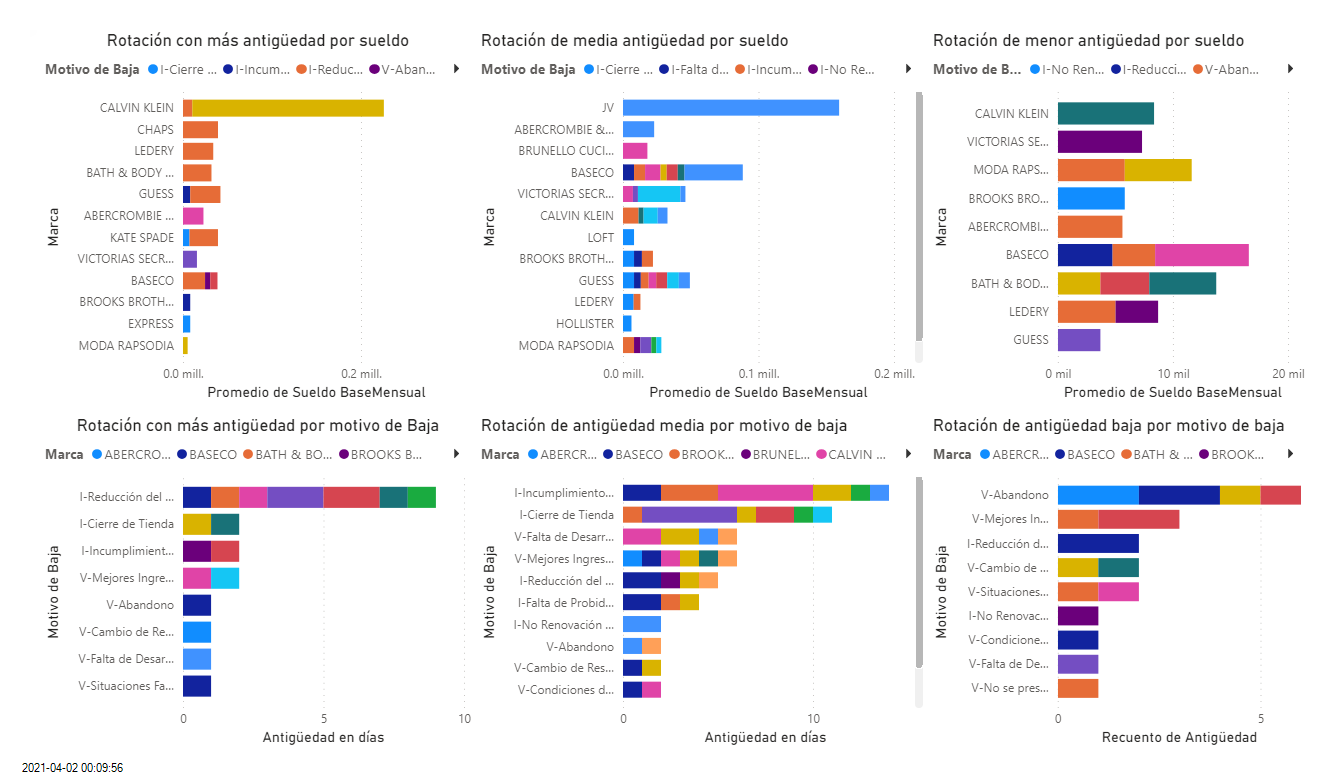 Rotación con más antigüedad por sueldo
Motivo de Baja I-Cierre ... I-Incum... I-Reduc... V-Aban...
Marca
CALVIN KLEIN
CHAPS
LEDERY
BATH & BODY ...
GUESS
ABERCROMBIE ...
KATE SPADE
VICTORIAS SECR...
BASECO
BROOKS BROTH...
EXPRESS
MODA RAPSODIA
0.0 mill. 0.2 mill.
Promedio de Sueldo BaseMensual
Rotación de media antigüedad por sueldo
Motivo de Baja I-Cierre ... I-Falta d... I-Incum... I-No Re...
Marca
JV
ABERCROMBIE &...
BRUNELLO CUCI...
BASECO
VICTORIAS SECR...
CALVIN KLEIN
LOFT
BROOKS BROTH...
GUESS
LEDERY
HOLLISTER
MODA RAPSODIA
0.0 mill. 0.1 mill. 0.2 mill.
Promedio de Sueldo BaseMensual
Rotación de menor antigüedad por sueldo
Motivo de B... I-No Ren... I-Reducci... V-Aban...
Marca
CALVIN KLEIN
VICTORIAS SE...
MODA RAPS...
BROOKS BRO...
ABERCROMBI...
BASECO
BATH & BOD...
LEDERY
GUESS
0 mil 10 mil 20 mil
Promedio de Sueldo BaseMensual
Rotación con más antigüedad por motivo de Baja
Marca ABERCRO... BASECO BATH & BO... BROOKS B...
Motivo de Baja
I-Reducción del ...
I-Cierre de Tienda
I-Incumplimient...
V-Mejores Ingre...
V-Abandono
V-Cambio de Re...
V-Falta de Desar...
V-Situaciones Fa...
0 5 10
Antigüedad en días
Rotación de antigüedad media por motivo de baja
Marca ABERCR... BASECO BROOK... BRUNEL... CALVIN ...
Motivo de Baja
I-Incumplimiento...
I-Cierre de Tienda
V-Falta de Desarr...
V-Mejores Ingres...
I-Reducción del ...
I-Falta de Probid...
I-No Renovación ...
V-Abandono
V-Cambio de Res...
V-Condiciones d...
0 10
Antigüedad en días
Rotación de antigüedad baja por motivo de baja
Marca ABERCR... BASECO BATH & ... BROOK...
Motivo de Baja
V-Abandono
V-Mejores In...
I-Reducción d...
V-Cambio de ...
V-Situaciones...
I-No Renovac...
V-Condicione...
V-Falta de De...
V-No se pres...
0 5
Recuento de Antigüedad
2021-04-02 00:09:56